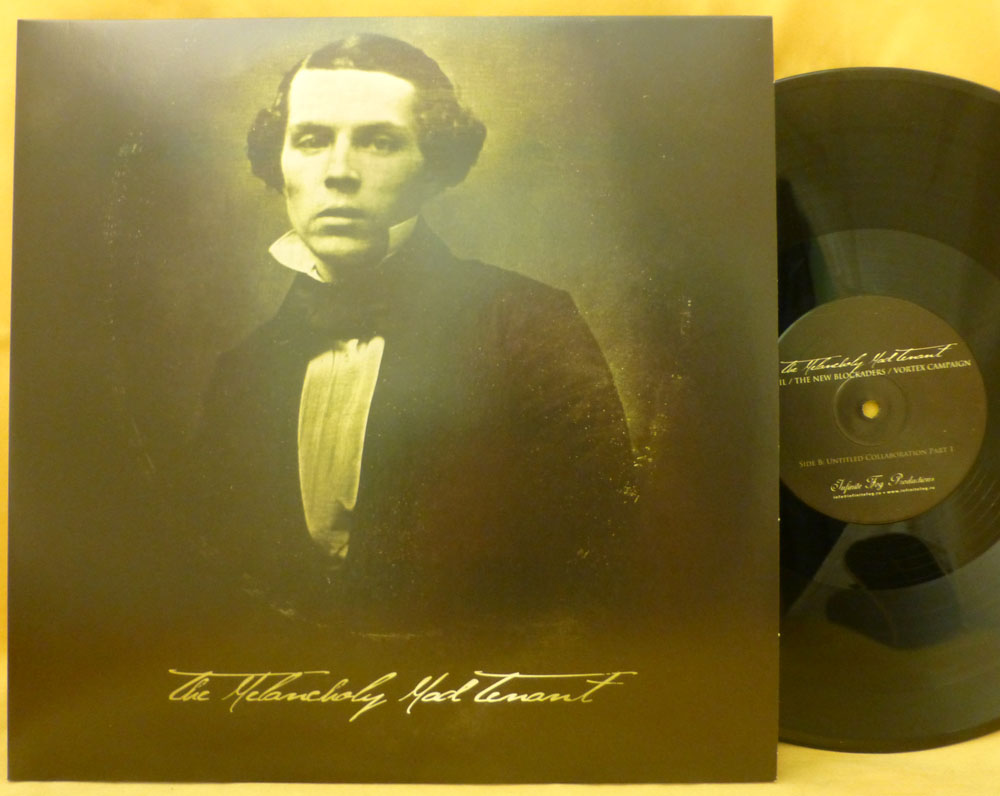 The Melancholy Mad Tenant
The Melancholy Mad Tenant
/ THE NEW BLOCKADERS / VORTEX CAMPAIGN
SIDE B: UNTITLED COLLABORATION PART 1
Infinite Fog Productions